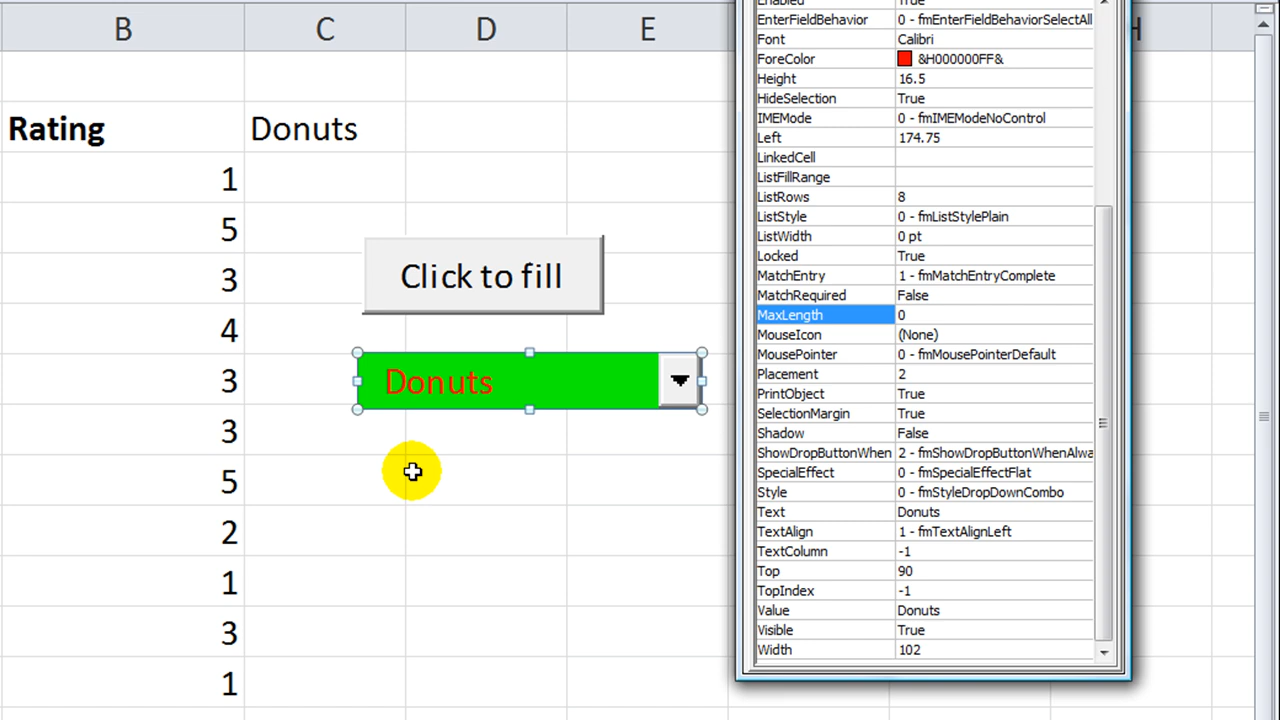 B C D E H
Rating Donuts
1
5
3
4
3
3
5
2
1
3
1
Click to fill
Donuts
Enabled True
EnterFieldBehavior 0 - fmEnterFieldBehaviorSelectAll
Font Calibri
ForeColor &H000000FF&
Height 16.5
HideSelection True
IMEMode 0 - fmIMEModeNoControl
Left 174.75
LinkedCell
ListFillRange
ListRows 8
ListStyle 0 - fmListStylePlain
ListWidth 0 pt
Locked True
MatchEntry 1 - fmMatchEntryComplete
MatchRequired False
MaxLength 0
MouseIcon (None)
MousePointer 0 - fmMousePointerDefault
Placement 2
PrintObject True
SelectionMargin True
Shadow False
ShowDropButtonWhen 2 - fmShowDropButtonWhenAlwa
SpecialEffect 0 - fmSpecialEffectFlat
Style 0 - fmStyleDropDownCombo
Text Donuts
TextAlign 1 - fmTextAlignLeft
TextColumn -1
Top 90
TopIndex -1
Value Donuts
Visible True
Width 102